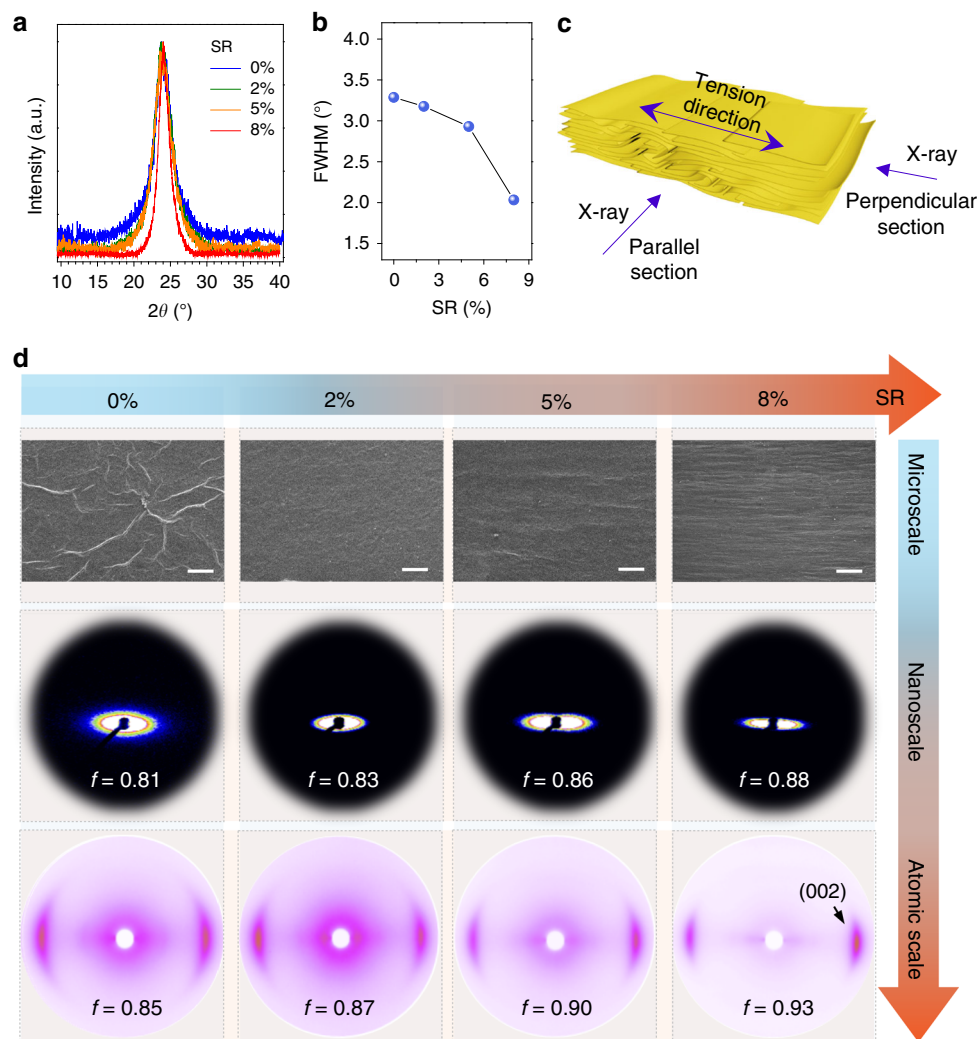 a
Intensity (a.u.)
SR
0%
2%
5%
8%
10 15 20 25 30 35 40
2θ (°)
b
FWHM (°)
4.0
3.5
3.0
2.5
2.0
1.5
0 3 6 9
SR (%)
c
Tension
direction
X-ray
Perpendicular
section
X-ray
Parallel
section
d
0% 2% 5% 8% SR
Microscale
Nanoscale
f = 0.81 f = 0.83 f = 0.86 f = 0.88
Atomic scale
(002)
f = 0.85 f = 0.87 f = 0.90 f = 0.93